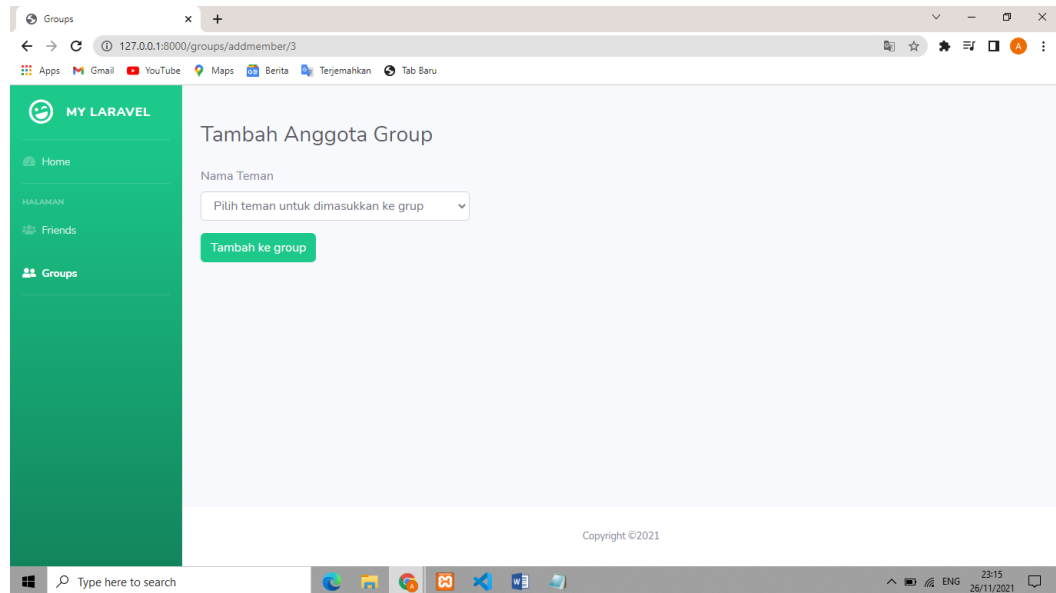 Groups
127.0.0.1:8000/groups/addmember/3
A
Apps Gmail YouTube Maps Berita Terjemahkan Tab Baru
MY LARAVEL
Tambah Anggota Group
Home
Nama Teman
HALAMAN
Pilih teman untuk dimasukkan ke grup
Friends
Tambah ke group
Groups
Copyright ©2021
Type here to search
ENG
23:15
26/11/2021